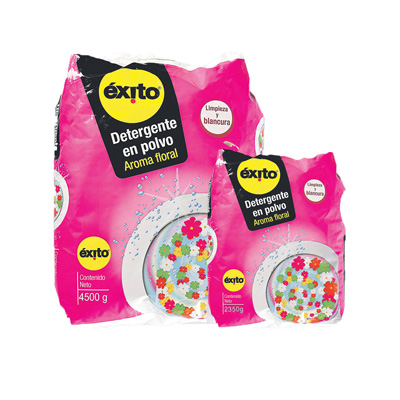 éxito
Detergente
en polvo
Aroma floral
Limpieza
y
blancura
éxito
Contenido
Neto
4500 g
éxito
Detergente
en polvo
Aroma floral
Limpieza
y
blancura
éxito
Contenido
Neto
2350 g